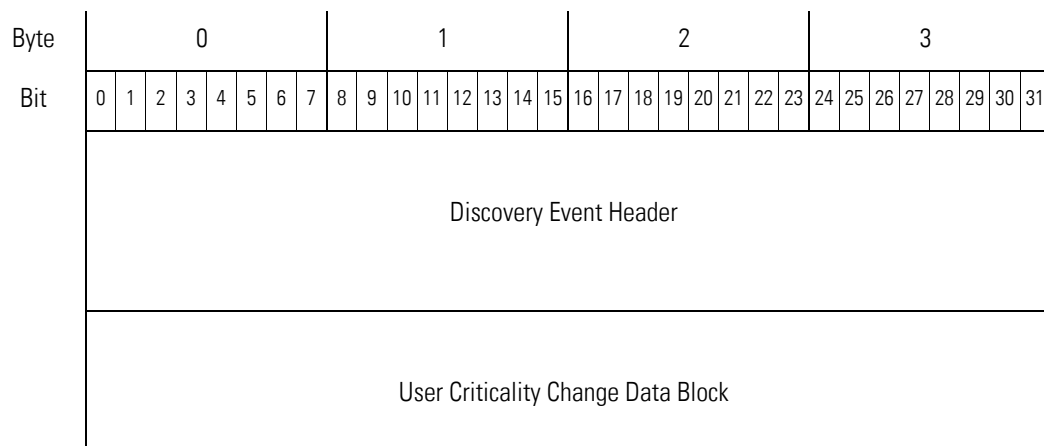 Byte 0 1 2 3
Bit 0 1 2 3 4 5 6 7 8 9 10 11 12 13 14 15 16 17 18 19 20 21 22 23 24 25 26 27 28 29 30 31
Discovery Event Header
User Criticality Change Data Block